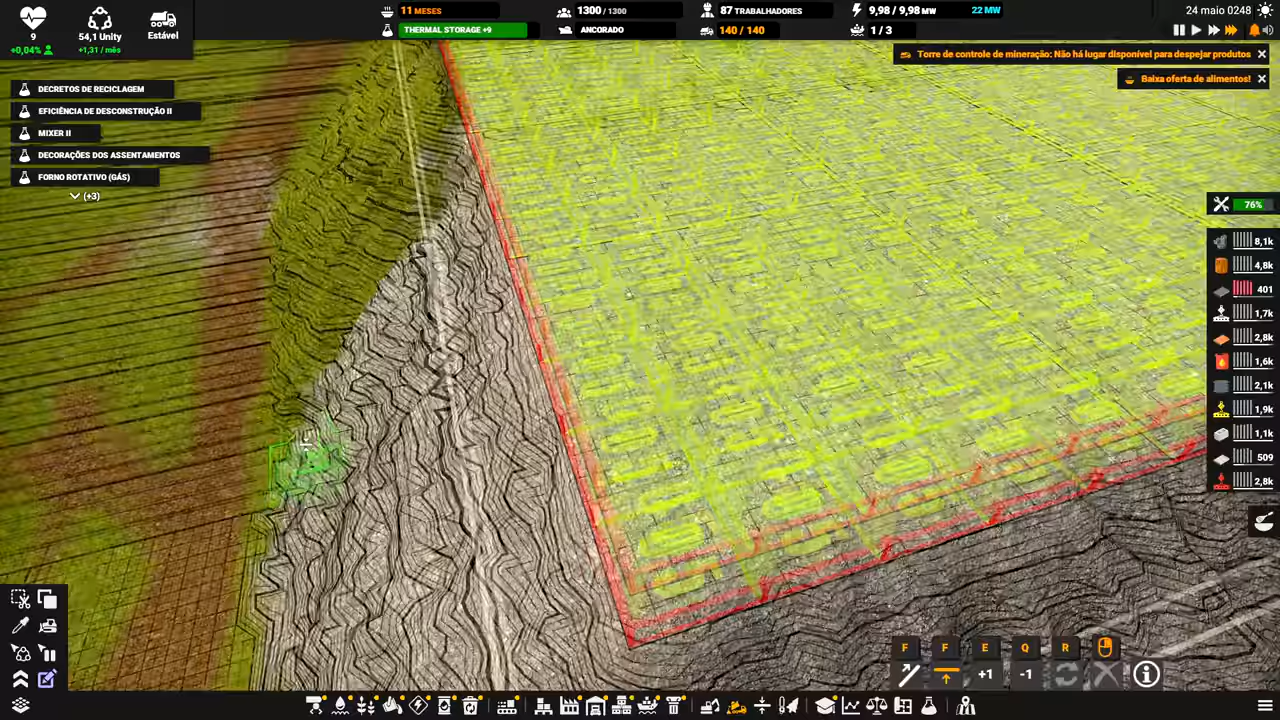 9
+0,04%
54,1 Unity
+1,31 / mês
Estável
11 MESES
THERMAL STORAGE +9
1300 / 1300
ANCORADO
87 TRABALHADORES
140 / 140
9,98 / 9,98 MW
22 MW
1 / 3
24 maio 0248
Torre de controle de mineração: Não há lugar disponível para despejar produtos
Baixa oferta de alimentos!
DECRETOS DE RECICLAGEM
EFICIÊNCIA DE DESCONSTRUÇÃO II
MIXER II
DECORAÇÕES DOS ASSENTAMENTOS
FORNO ROTATIVO (GÁS)
(+3)
76%
8,1k
4,8k
401
1,7k
2,8k
1,6k
2,1k
1,9k
1,1k
509
2,8k
F
F
E
Q
R
+1
-1